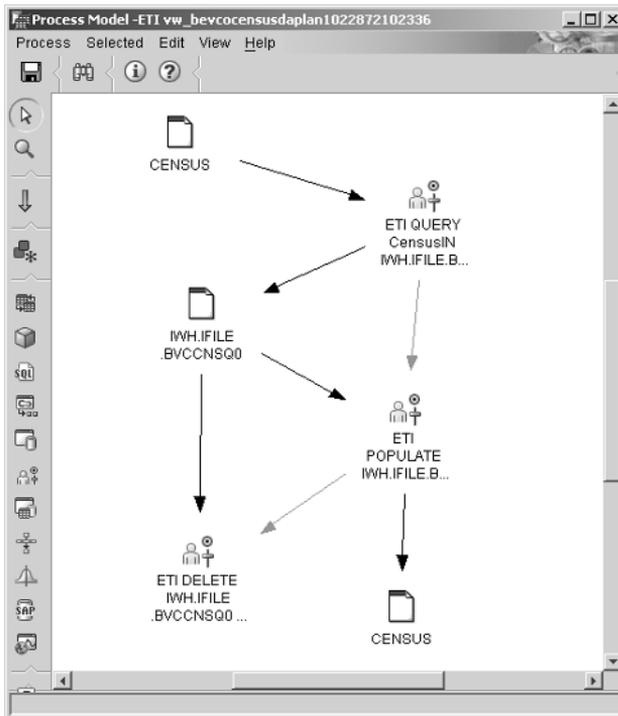 Process Model -ETI vw_bevcocensusdaplan1022872102336
Process Selected Edit View Help
CENSUS
ETI QUERY
CensusIN
IWH.IFILE.B...
IWH.IFILE
.BVCCNSQ0
ETI
POPULATE
IWH.IFILE.B...
ETI DELETE
IWH.IFILE
.BVCCNSQ0 ...
CENSUS
SQL
SAP